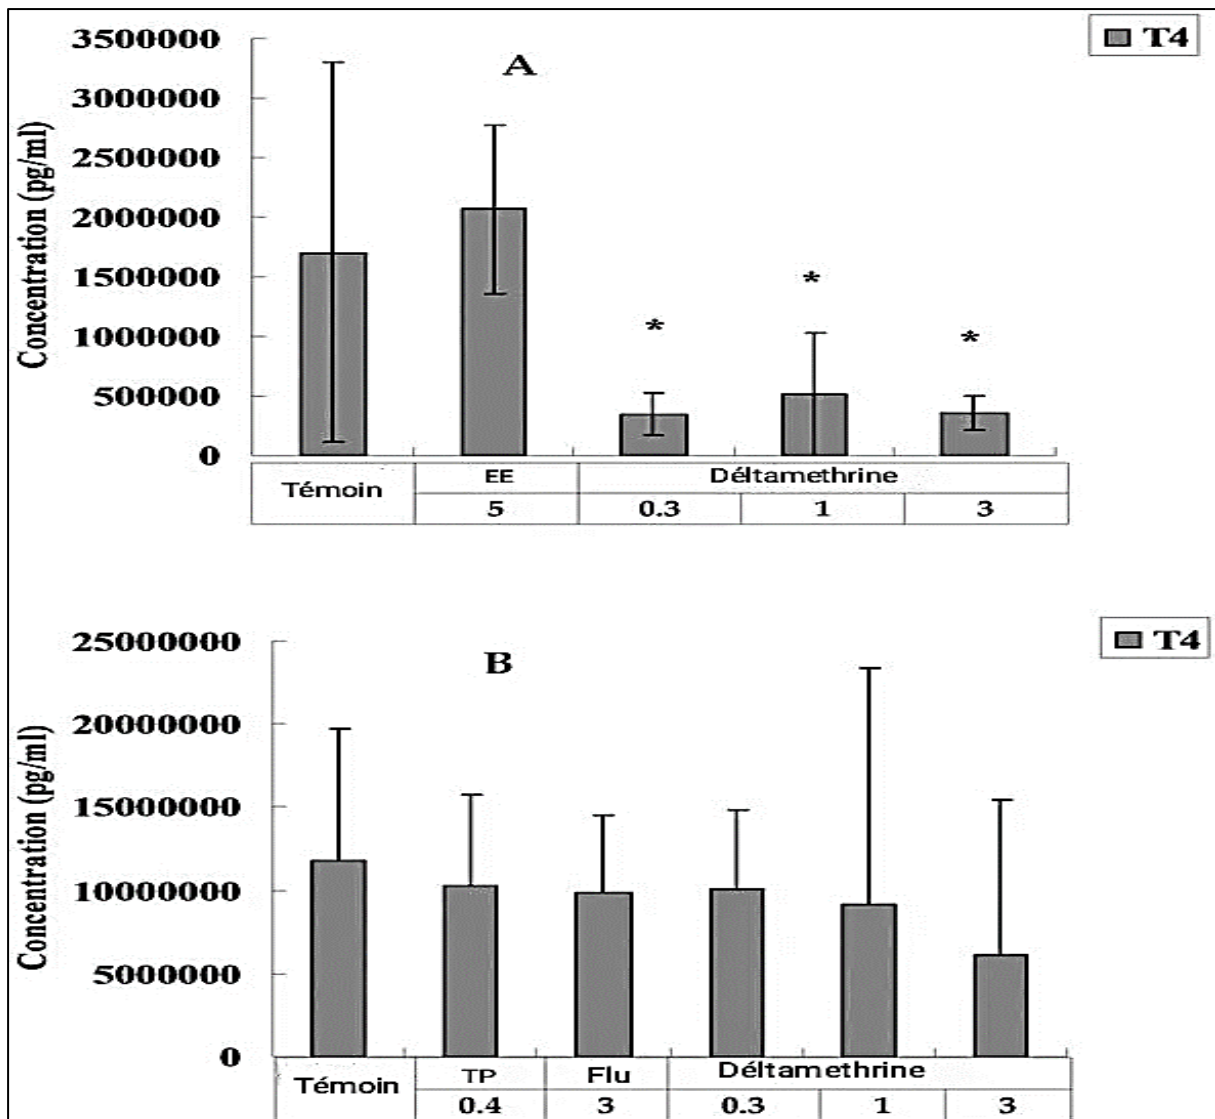 T4
A
Concentration (pg/ml)
3500000
3000000
2500000
2000000
1500000
1000000
500000
0
*
*
*
Témoin
EE
Déltamethrine
5
0.3
1
3
T4
B
Concentration (pg/ml)
25000000
20000000
15000000
10000000
5000000
0
Témoin
TP
Flu
Déltamethrine
0.4
3
0.3
1
3